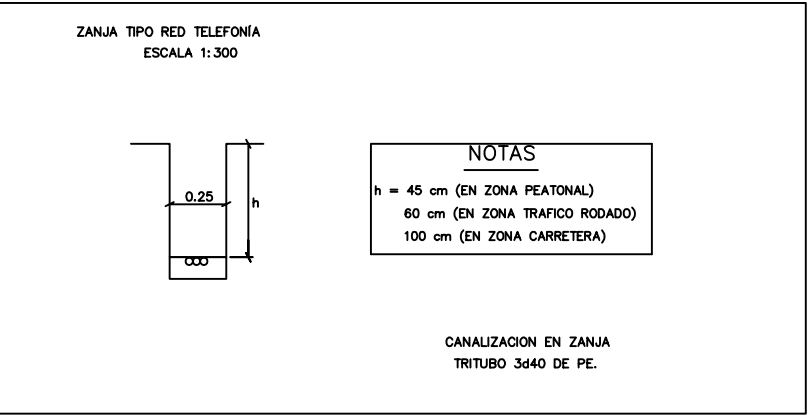 ZANJA TIPO RED TELEFONÍA
ESCALA 1:300
0.25
h
NOTAS
h = 45 cm (EN ZONA PEATONAL)
60 cm (EN ZONA TRAFICO RODADO)
100 cm (EN ZONA CARRETERA)
CANALIZACION EN ZANJA
TRITUBO 3d40 DE PE.